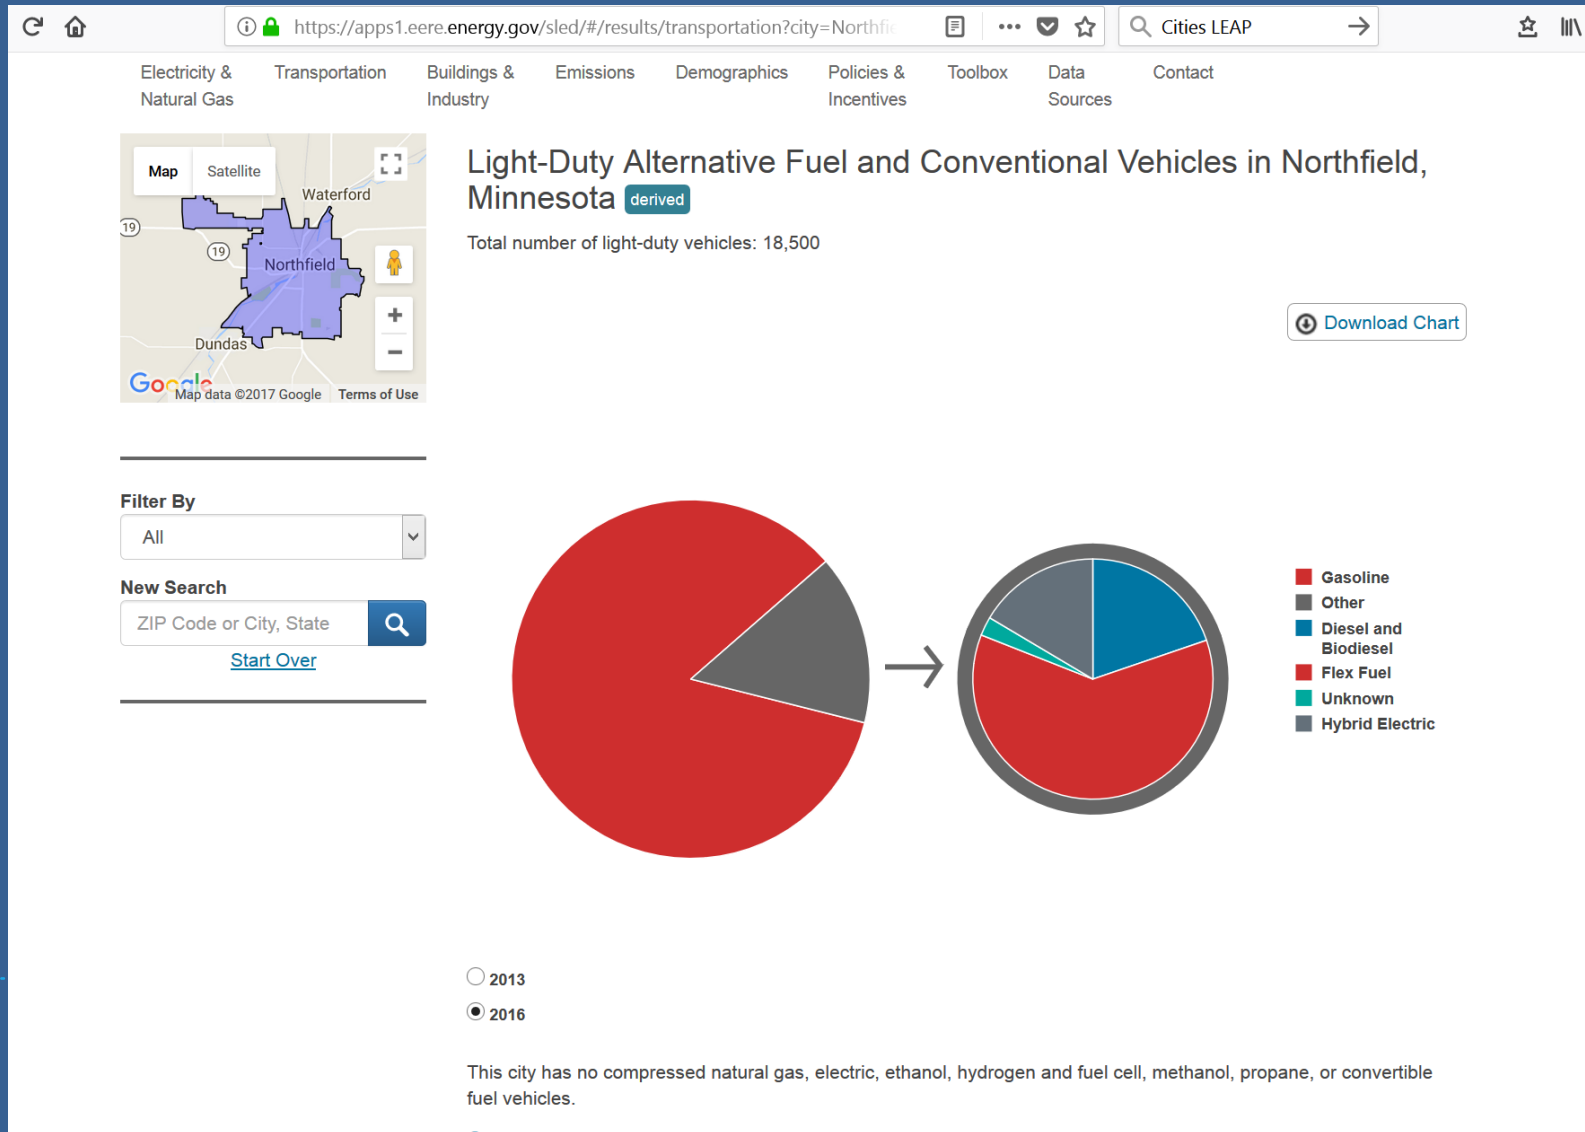 https://apps1.eere.energy.gov/sled/#/results/transportation?city=Northfie
Cities LEAP
Electricity & Natural Gas
Transportation
Buildings & Industry
Emissions
Demographics
Policies & Incentives
Toolbox
Data Sources
Contact
Map
Satellite
Waterford
19
19
Northfield
Dundas
Google
Map data ©2017 Google
Terms of Use
Filter By
All
New Search
ZIP Code or City, State
Start Over
Light-Duty Alternative Fuel and Conventional Vehicles in Northfield,
Minnesota derived
Total number of light-duty vehicles: 18,500
Download Chart
Gasoline
Other
Diesel and
Biodiesel
Flex Fuel
Unknown
Hybrid Electric
2013
2016
This city has no compressed natural gas, electric, ethanol, hydrogen and fuel cell, methanol, propane, or convertible
fuel vehicles.